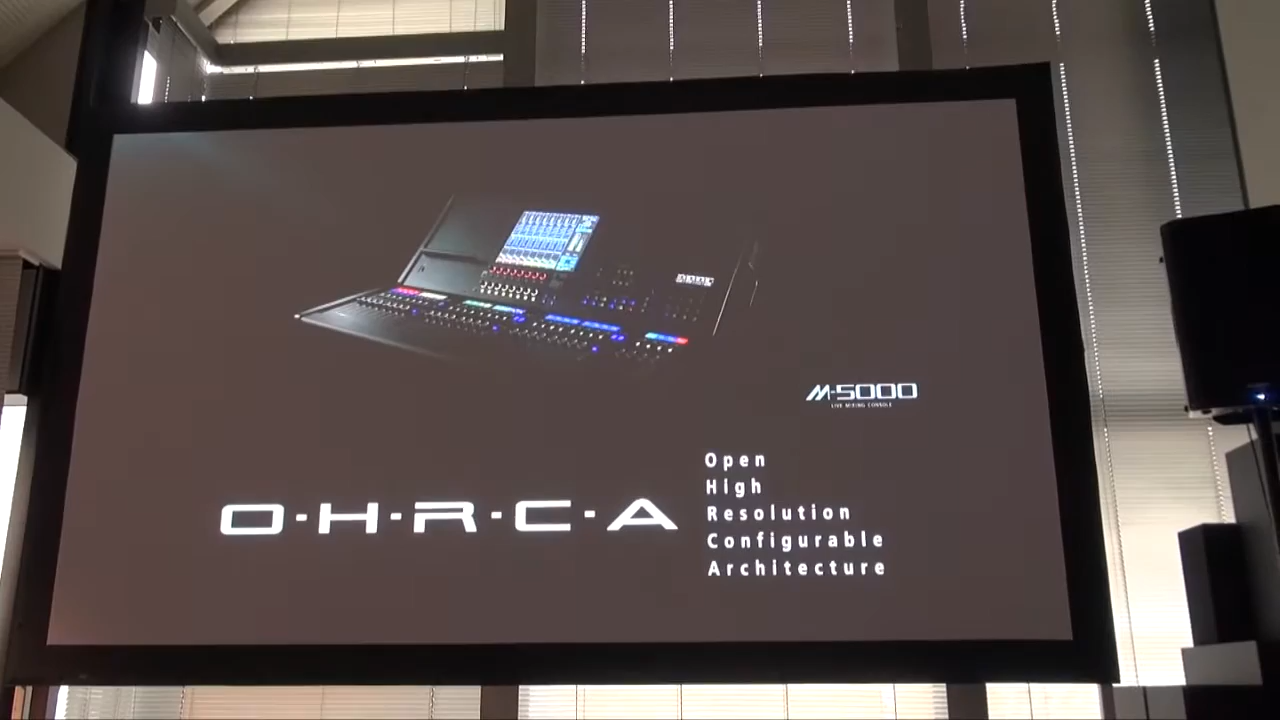 M-5000
LIVE MIXING CONSOLE
O·H·R·C·A
Open
High
Resolution
Configurable
Architecture